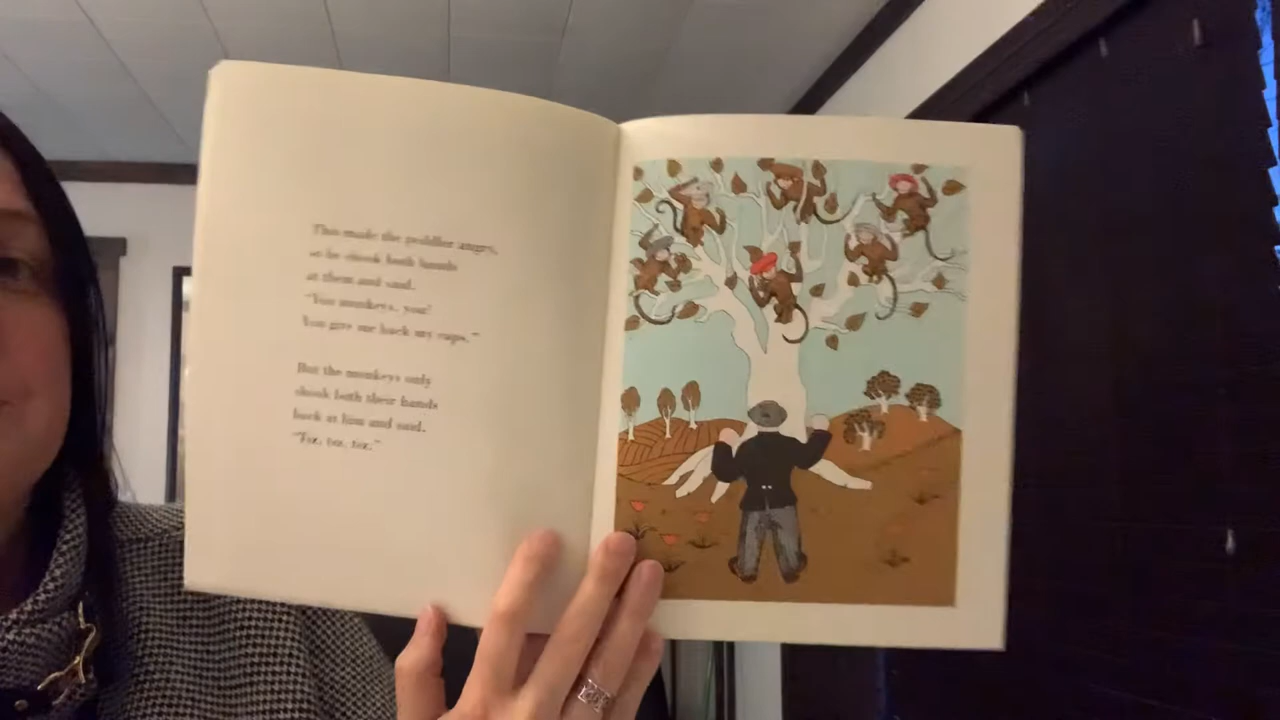 This made the peddler angry,
so he shook both hands
at them and said,
"You monkeys, you!
You give me back my caps."
But the monkeys only
shook both their hands
back at him and said,
"Tsz, tsz, tsz."